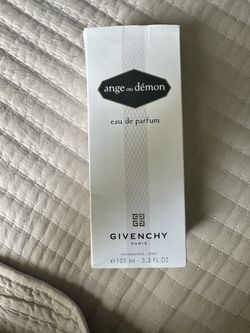 ange ou démon
eau de parfum
GIVENCHY
PARIS
℮ 100 ml - 3.3 FL.OZ